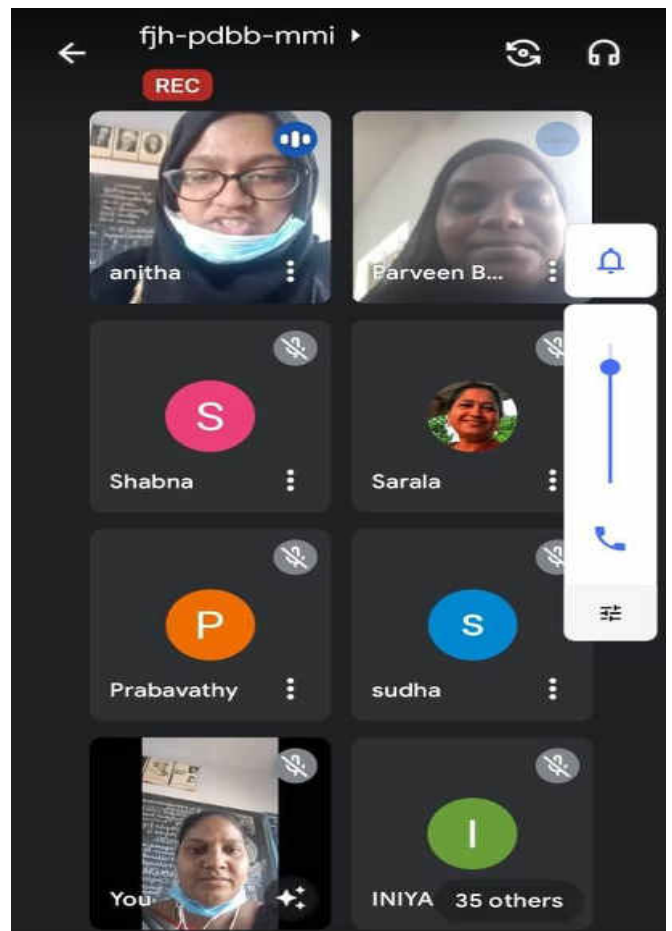 fjh-pdbb-mmi
REC
anitha
Parveen B...
S
Shabna
Sarala
P
Prabavathy
s
sudha
You
I
INIYA
35 others